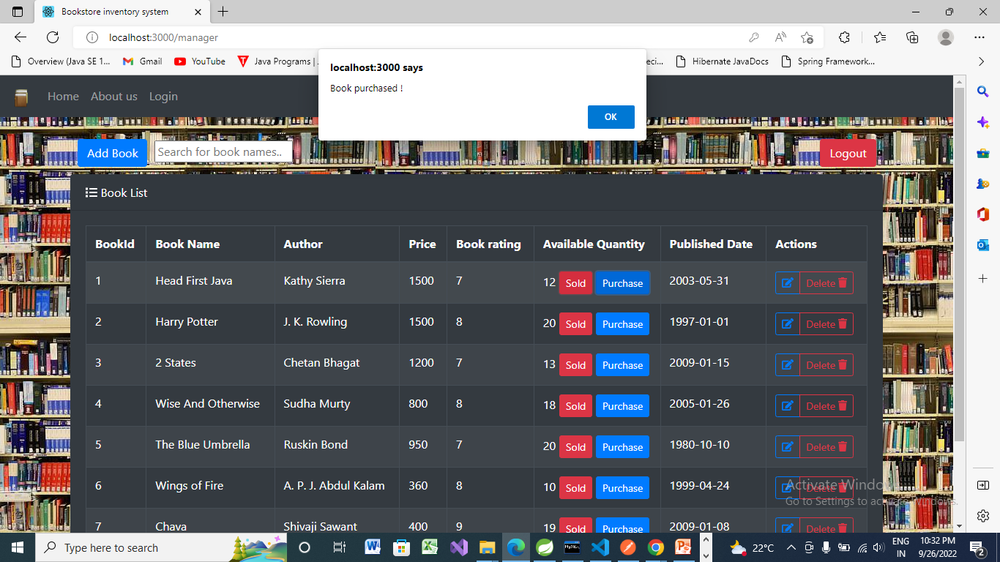 Bookstore inventory system
localhost:3000/manager
Overview (Java SE 1... Gmail YouTube Java Programs | Hibernate JavaDocs Spring Framework...
localhost:3000 says
Book purchased !
OK
Home About us Login
Add Book Search for book names.. Logout
Book List
BookId Book Name Author Price Book rating Available Quantity Published Date Actions
1 Head First Java Kathy Sierra 1500 7 12 Sold Purchase 2003-05-31 Delete
2 Harry Potter J. K. Rowling 1500 8 20 Sold Purchase 1997-01-01 Delete
3 2 States Chetan Bhagat 1200 7 13 Sold Purchase 2009-01-15 Delete
4 Wise And Otherwise Sudha Murty 800 8 18 Sold Purchase 2005-01-26 Delete
5 The Blue Umbrella Ruskin Bond 950 7 20 Sold Purchase 1980-10-10 Delete
6 Wings of Fire A. P. J. Abdul Kalam 360 8 10 Sold Purchase 1999-04-24 Delete
Activate Windows
Go to Settings to activate Windows.
7 Chava Shivaji Sawant 400 9 19 Sold Purchase 2009-01-08 Delete
Type here to search 22°C ENG 10:32 PM
IN 9/26/2022 2